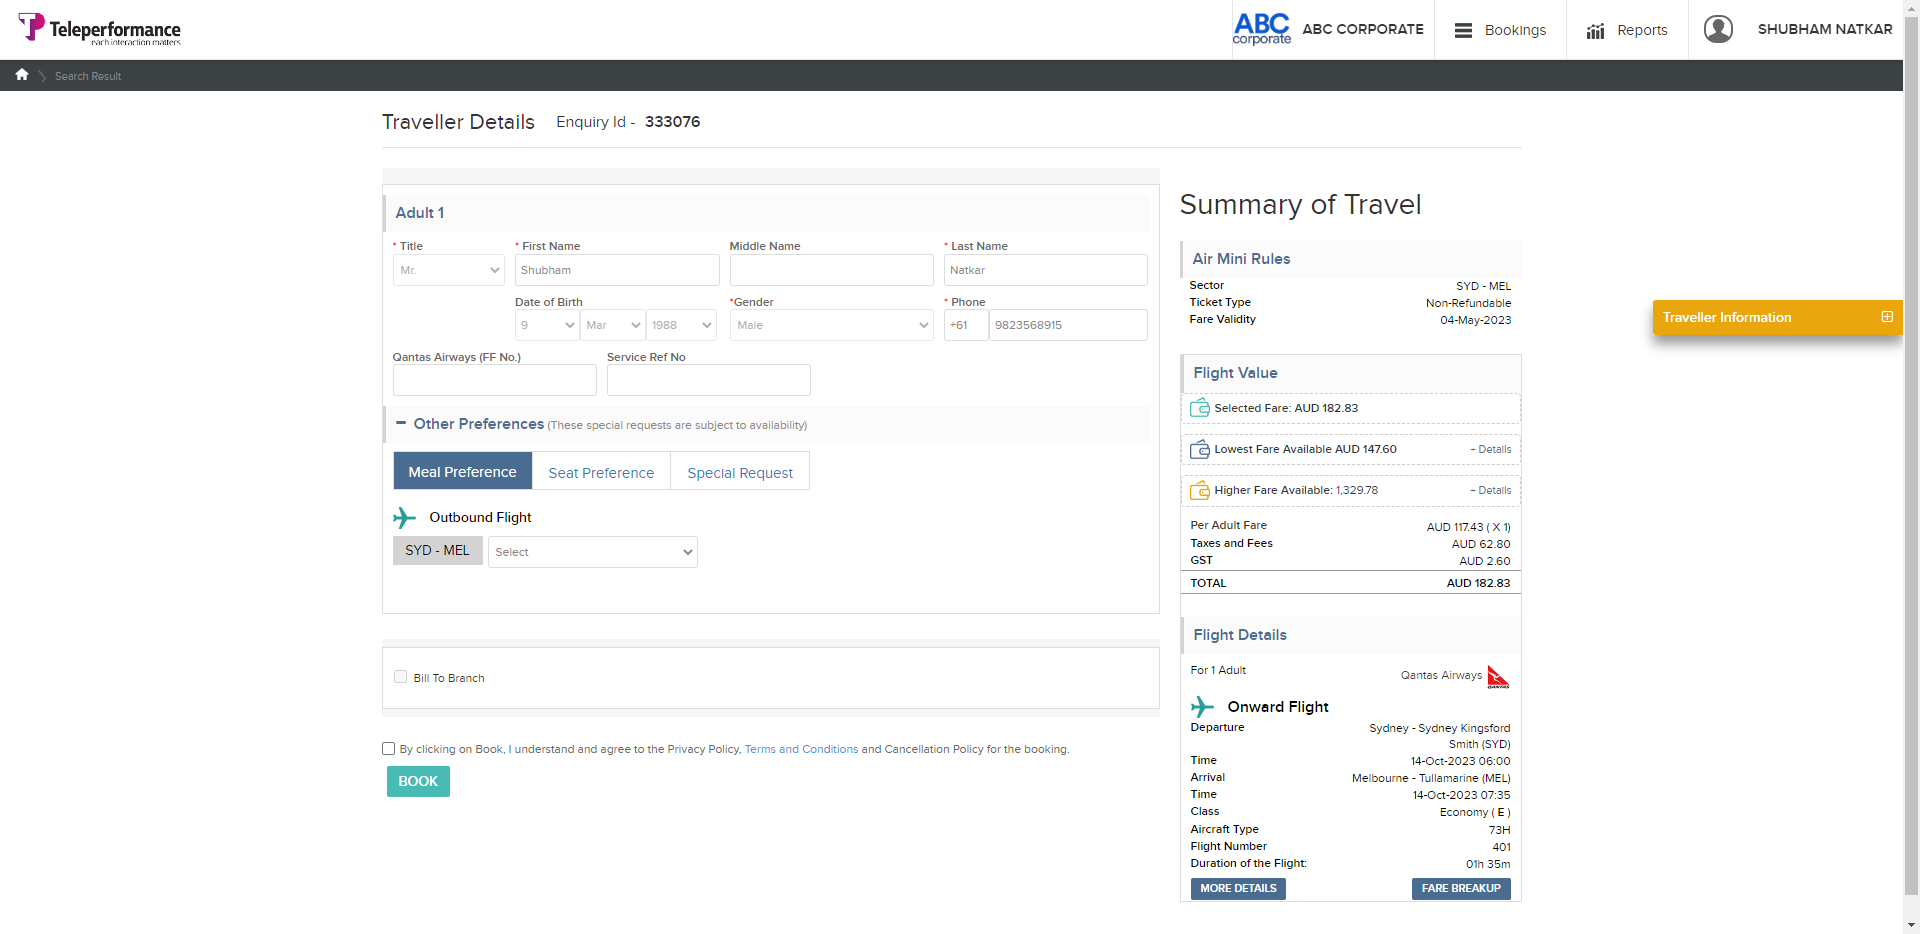 Teleperformance
each interaction matters
ABC
corporate
ABC CORPORATE
Bookings
Reports
SHUBHAM NATKAR
Search Result
Traveller Details
Enquiry Id - 333076
Adult 1
* Title
* First Name
Middle Name
* Last Name
Mr.
Shubham
Natkar
Date of Birth
*Gender
* Phone
9
Mar
1988
Male
+61
9823568915
Qantas Airways (FF No.)
Service Ref No
Other Preferences (These special requests are subject to availability)
Meal Preference
Seat Preference
Special Request
Outbound Flight
SYD - MEL
Select
Bill To Branch
By clicking on Book, I understand and agree to the Privacy Policy, Terms and Conditions and Cancellation Policy for the booking.
BOOK
Summary of Travel
Air Mini Rules
Sector SYD - MEL
Ticket Type Non-Refundable
Fare Validity 04-May-2023
Flight Value
Selected Fare: AUD 182.83
Lowest Fare Available AUD 147.60 + Details
Higher Fare Available: 1,329.78 + Details
Per Adult Fare AUD 117.43 ( X 1)
Taxes and Fees AUD 62.80
GST AUD 2.60
TOTAL AUD 182.83
Flight Details
For 1 Adult Qantas Airways
QANTAS
Onward Flight
Departure Sydney - Sydney Kingsford
Smith (SYD)
Time 14-Oct-2023 06:00
Arrival Melbourne - Tullamarine (MEL)
Time 14-Oct-2023 07:35
Class Economy ( E )
Aircraft Type 73H
Flight Number 401
Duration of the Flight: 01h 35m
MORE DETAILS
FARE BREAKUP
Traveller Information